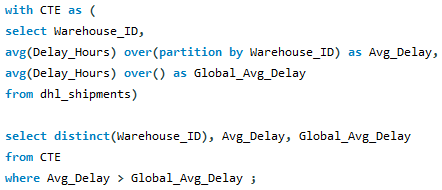 with CTE as (
select Warehouse_ID,
avg(Delay_Hours) over(partition by Warehouse_ID) as Avg_Delay,
avg(Delay_Hours) over() as Global_Avg_Delay
from dhl_shipments)
select distinct(Warehouse_ID), Avg_Delay, Global_Avg_Delay
from CTE
where Avg_Delay > Global_Avg_Delay ;